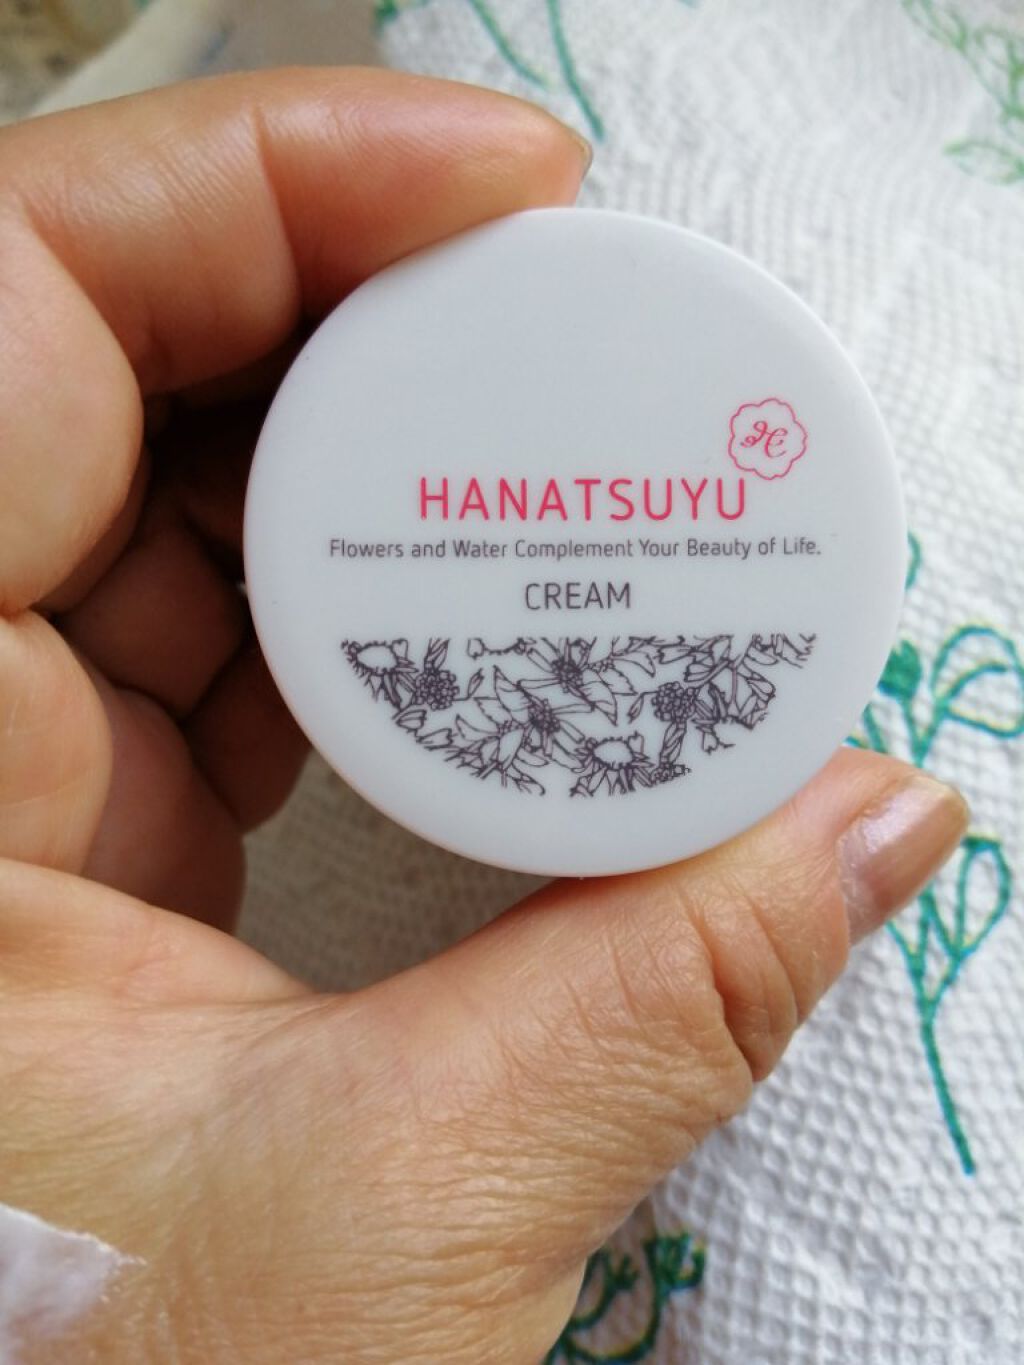 HANATSUYU
Flowers and Water Complement Your Beauty of Life.
CREAM